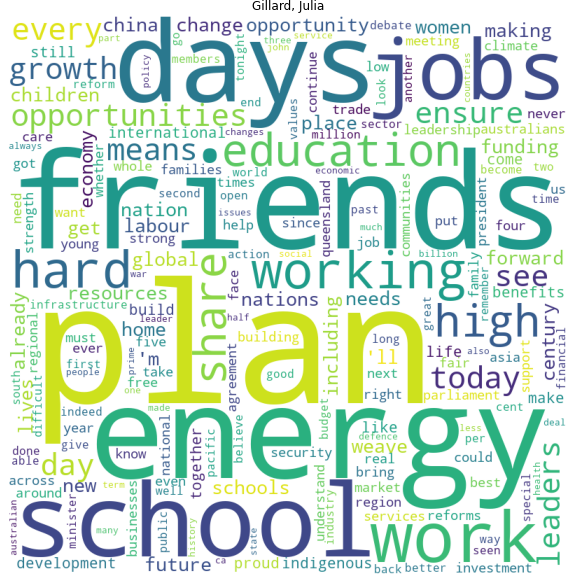 Gillard, Julia
every
china
change
opportunity
debate
women
making
part
go
three
service
john
meeting
climate
still
days
jobs
growth
policy
members
tonight
continue
low
look
another
countries
reform
children
end
values
trade
million
sector
opportunities
place
ensure
never
international
changes
leadership
australians
always
care
means
education
funding
got
economy
whether
whole
families
world
economic
come
become
two
friends
need
strength
want
young
times
second
open
nation
get
labour
strong
help
issues
since
queensland
past
much
job
communities
put
president
four
us
time
hard
global
action
social
billion
working
family
remember
forward
see
benefits
war
share
face
resources
infrastructure
nations
needs
high
great
century
financial
already
regional
lives
difficult
south
build
leader
home
'm
half
building
including
long
'll
life
asia
also
fair
today
support
must
ever
five
take
prime
first
people
free
agreement
good
next
right
parliament
make
plan
one
indeed
made
energy
budget
cent
deal
year
give
done
able
know
national
together
pacific
believe
security
like
defence
weave
less
per
could
real
bring
best
leaders
health
special
day
new
across
around
minister
businesses
even
well
schools
understand
industry
market
region
services
reforms
school
work
australian
term
many
public
history
state
way
seen
development
future
ca
proud
indigenous
back
better
investment